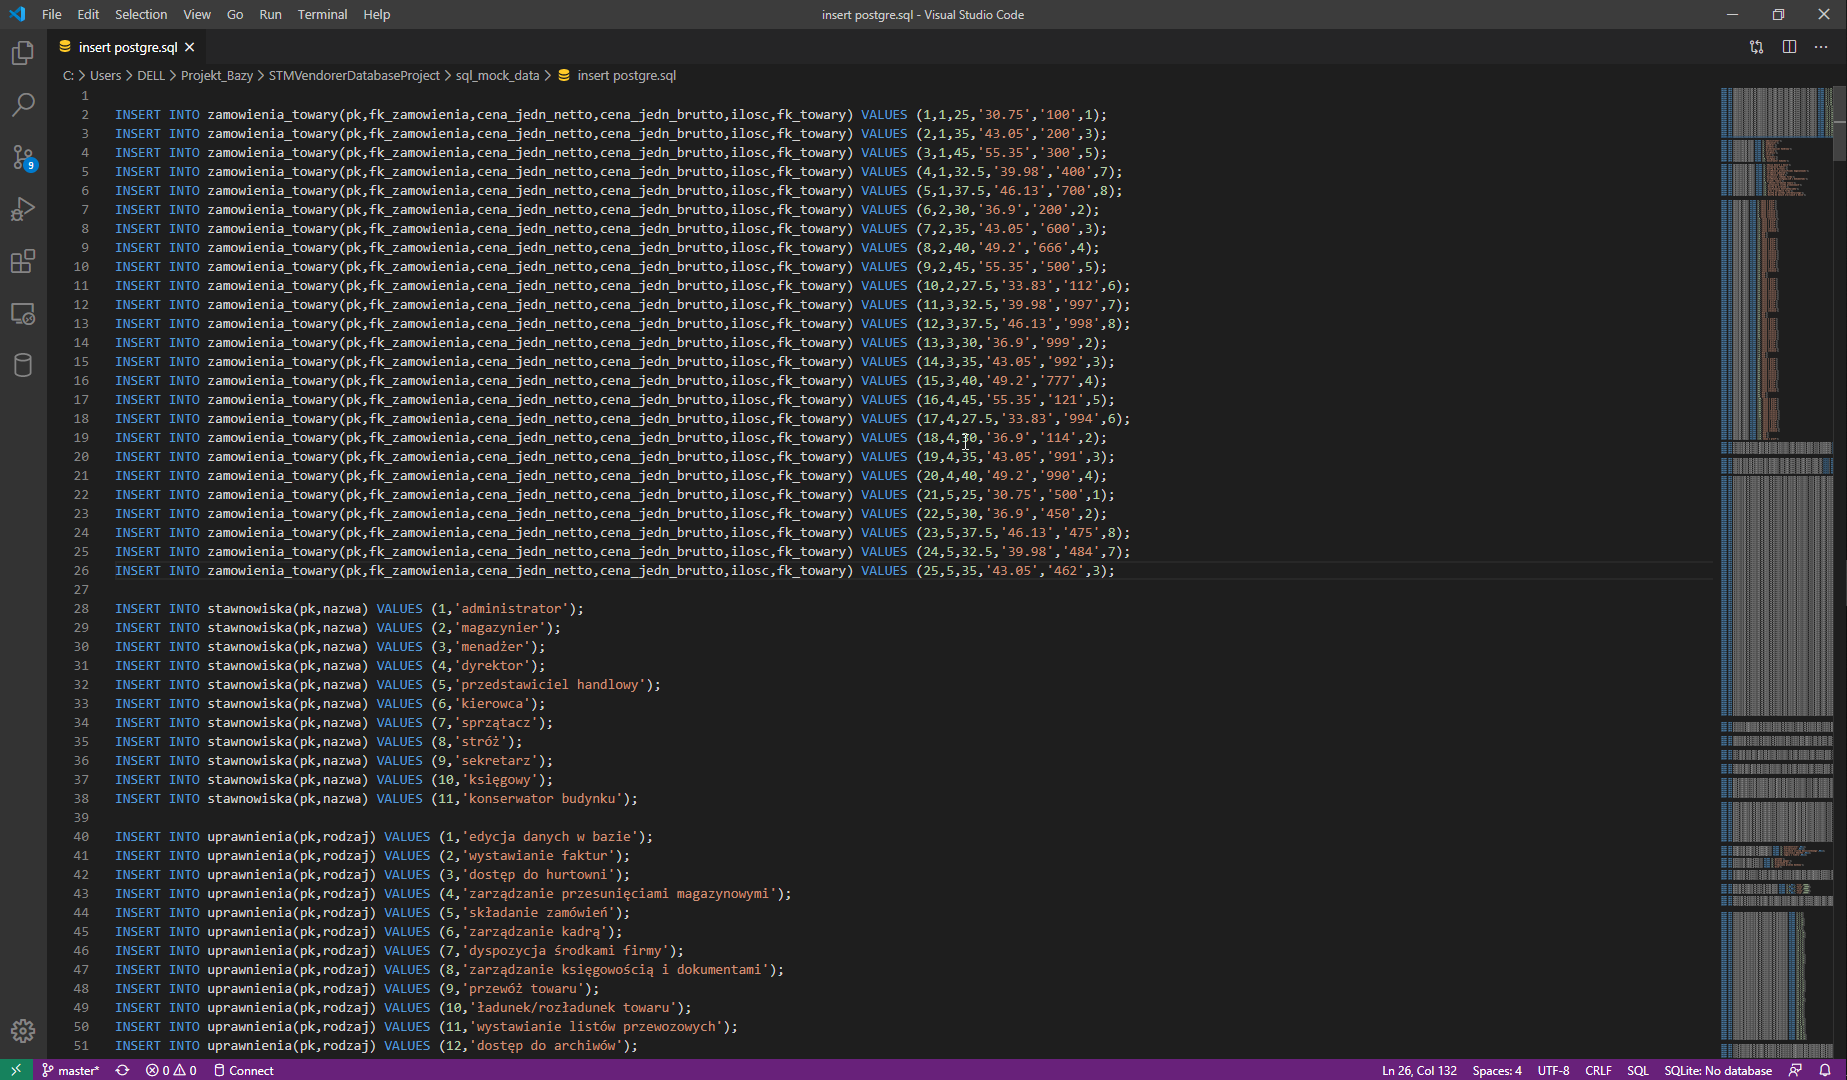 File Edit Selection View Go Run Terminal Help
insert postgre.sql - Visual Studio Code
insert postgre.sql
C: > Users > DELL > Projekt_Bazy > STMVendorerDatabaseProject > sql_mock_data > insert postgre.sql
1
2 INSERT INTO zamowienia_towary(pk,fk_zamowienia,cena_jedn_netto,cena_jedn_brutto,ilosc,fk_towary) VALUES (1,1,25,'30.75','100',1);
3 INSERT INTO zamowienia_towary(pk,fk_zamowienia,cena_jedn_netto,cena_jedn_brutto,ilosc,fk_towary) VALUES (2,1,35,'43.05','200',3);
4 INSERT INTO zamowienia_towary(pk,fk_zamowienia,cena_jedn_netto,cena_jedn_brutto,ilosc,fk_towary) VALUES (3,1,45,'55.35','300',5);
5 INSERT INTO zamowienia_towary(pk,fk_zamowienia,cena_jedn_netto,cena_jedn_brutto,ilosc,fk_towary) VALUES (4,1,32.5,'39.98','400',7);
6 INSERT INTO zamowienia_towary(pk,fk_zamowienia,cena_jedn_netto,cena_jedn_brutto,ilosc,fk_towary) VALUES (5,1,37.5,'46.13','700',8);
7 INSERT INTO zamowienia_towary(pk,fk_zamowienia,cena_jedn_netto,cena_jedn_brutto,ilosc,fk_towary) VALUES (6,2,30,'36.9','200',2);
8 INSERT INTO zamowienia_towary(pk,fk_zamowienia,cena_jedn_netto,cena_jedn_brutto,ilosc,fk_towary) VALUES (7,2,35,'43.05','600',3);
9 INSERT INTO zamowienia_towary(pk,fk_zamowienia,cena_jedn_netto,cena_jedn_brutto,ilosc,fk_towary) VALUES (8,2,40,'49.2','666',4);
10 INSERT INTO zamowienia_towary(pk,fk_zamowienia,cena_jedn_netto,cena_jedn_brutto,ilosc,fk_towary) VALUES (9,2,45,'55.35','500',5);
11 INSERT INTO zamowienia_towary(pk,fk_zamowienia,cena_jedn_netto,cena_jedn_brutto,ilosc,fk_towary) VALUES (10,2,27.5,'33.83','112',6);
12 INSERT INTO zamowienia_towary(pk,fk_zamowienia,cena_jedn_netto,cena_jedn_brutto,ilosc,fk_towary) VALUES (11,3,32.5,'39.98','997',7);
13 INSERT INTO zamowienia_towary(pk,fk_zamowienia,cena_jedn_netto,cena_jedn_brutto,ilosc,fk_towary) VALUES (12,3,37.5,'46.13','998',8);
14 INSERT INTO zamowienia_towary(pk,fk_zamowienia,cena_jedn_netto,cena_jedn_brutto,ilosc,fk_towary) VALUES (13,3,30,'36.9','999',2);
15 INSERT INTO zamowienia_towary(pk,fk_zamowienia,cena_jedn_netto,cena_jedn_brutto,ilosc,fk_towary) VALUES (14,3,35,'43.05','992',3);
16 INSERT INTO zamowienia_towary(pk,fk_zamowienia,cena_jedn_netto,cena_jedn_brutto,ilosc,fk_towary) VALUES (15,3,40,'49.2','777',4);
17 INSERT INTO zamowienia_towary(pk,fk_zamowienia,cena_jedn_netto,cena_jedn_brutto,ilosc,fk_towary) VALUES (16,4,45,'55.35','121',5);
18 INSERT INTO zamowienia_towary(pk,fk_zamowienia,cena_jedn_netto,cena_jedn_brutto,ilosc,fk_towary) VALUES (17,4,27.5,'33.83','994',6);
19 INSERT INTO zamowienia_towary(pk,fk_zamowienia,cena_jedn_netto,cena_jedn_brutto,ilosc,fk_towary) VALUES (18,4,30,'36.9','114',2);
20 INSERT INTO zamowienia_towary(pk,fk_zamowienia,cena_jedn_netto,cena_jedn_brutto,ilosc,fk_towary) VALUES (19,4,35,'43.05','991',3);
21 INSERT INTO zamowienia_towary(pk,fk_zamowienia,cena_jedn_netto,cena_jedn_brutto,ilosc,fk_towary) VALUES (20,4,40,'49.2','990',4);
22 INSERT INTO zamowienia_towary(pk,fk_zamowienia,cena_jedn_netto,cena_jedn_brutto,ilosc,fk_towary) VALUES (21,5,25,'30.75','500',1);
23 INSERT INTO zamowienia_towary(pk,fk_zamowienia,cena_jedn_netto,cena_jedn_brutto,ilosc,fk_towary) VALUES (22,5,30,'36.9','450',2);
24 INSERT INTO zamowienia_towary(pk,fk_zamowienia,cena_jedn_netto,cena_jedn_brutto,ilosc,fk_towary) VALUES (23,5,37.5,'46.13','475',8);
25 INSERT INTO zamowienia_towary(pk,fk_zamowienia,cena_jedn_netto,cena_jedn_brutto,ilosc,fk_towary) VALUES (24,5,32.5,'39.98','484',7);
26 INSERT INTO zamowienia_towary(pk,fk_zamowienia,cena_jedn_netto,cena_jedn_brutto,ilosc,fk_towary) VALUES (25,5,35,'43.05','462',3);
27
28 INSERT INTO stawnowiska(pk,nazwa) VALUES (1,'administrator');
29 INSERT INTO stawnowiska(pk,nazwa) VALUES (2,'magazynier');
30 INSERT INTO stawnowiska(pk,nazwa) VALUES (3,'menadżer');
31 INSERT INTO stawnowiska(pk,nazwa) VALUES (4,'dyrektor');
32 INSERT INTO stawnowiska(pk,nazwa) VALUES (5,'przedstawiciel handlowy');
33 INSERT INTO stawnowiska(pk,nazwa) VALUES (6,'kierowca');
34 INSERT INTO stawnowiska(pk,nazwa) VALUES (7,'sprzątacz');
35 INSERT INTO stawnowiska(pk,nazwa) VALUES (8,'stróż');
36 INSERT INTO stawnowiska(pk,nazwa) VALUES (9,'sekretarz');
37 INSERT INTO stawnowiska(pk,nazwa) VALUES (10,'księgowy');
38 INSERT INTO stawnowiska(pk,nazwa) VALUES (11,'konserwator budynku');
39
40 INSERT INTO uprawnienia(pk,rodzaj) VALUES (1,'edycja danych w bazie');
41 INSERT INTO uprawnienia(pk,rodzaj) VALUES (2,'wystawianie faktur');
42 INSERT INTO uprawnienia(pk,rodzaj) VALUES (3,'dostęp do hurtowni');
43 INSERT INTO uprawnienia(pk,rodzaj) VALUES (4,'zarządzanie przesunięciami magazynowymi');
44 INSERT INTO uprawnienia(pk,rodzaj) VALUES (5,'składanie zamówień');
45 INSERT INTO uprawnienia(pk,rodzaj) VALUES (6,'zarządzanie kadrą');
46 INSERT INTO uprawnienia(pk,rodzaj) VALUES (7,'dyspozycja środkami firmy');
47 INSERT INTO uprawnienia(pk,rodzaj) VALUES (8,'zarządzanie księgowością i dokumentami');
48 INSERT INTO uprawnienia(pk,rodzaj) VALUES (9,'przewóz towaru');
49 INSERT INTO uprawnienia(pk,rodzaj) VALUES (10,'ładunek/rozładunek towaru');
50 INSERT INTO uprawnienia(pk,rodzaj) VALUES (11,'wystawianie listów przewozowych');
51 INSERT INTO uprawnienia(pk,rodzaj) VALUES (12,'dostęp do archiwów');
9
master* 0 0 Connect
Ln 26, Col 132 Spaces: 4 UTF-8 CRLF SQL SQLite: No database